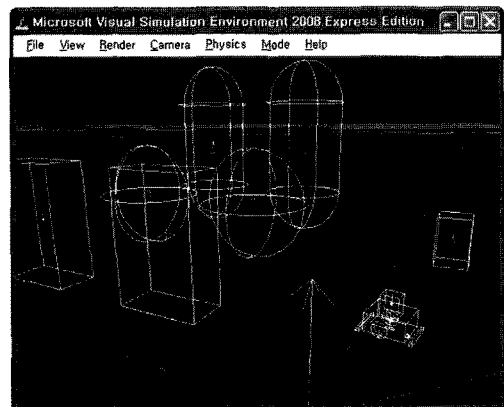 Microsoft Visual Simulation Environment 2008 Express Edition
File View Render Camera Physics Mode Help